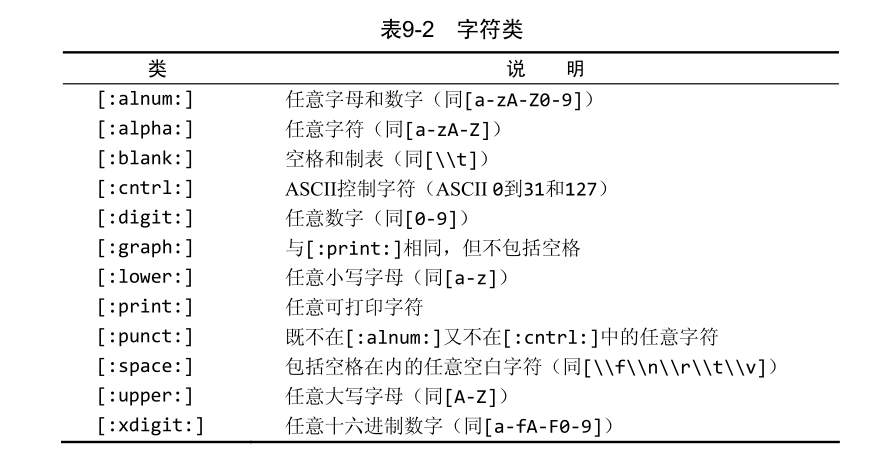 表9-2 字符类
类 说 明
[:alnum:] 任意字母和数字（同[a-zA-Z0-9]）
[:alpha:] 任意字符（同[a-zA-Z]）
[:blank:] 空格和制表（同[\\t]）
[:cntrl:] ASCII控制字符（ASCII 0到31和127）
[:digit:] 任意数字（同[0-9]）
[:graph:] 与[:print:]相同，但不包括空格
[:lower:] 任意小写字母（同[a-z]）
[:print:] 任意可打印字符
[:punct:] 既不在[:alnum:]又不在[:cntrl:]中的任意字符
[:space:] 包括空格在内的任意空白字符（同[\\f\\n\\r\\t\\v]）
[:upper:] 任意大写字母（同[A-Z]）
[:xdigit:] 任意十六进制数字（同[a-fA-F0-9]）